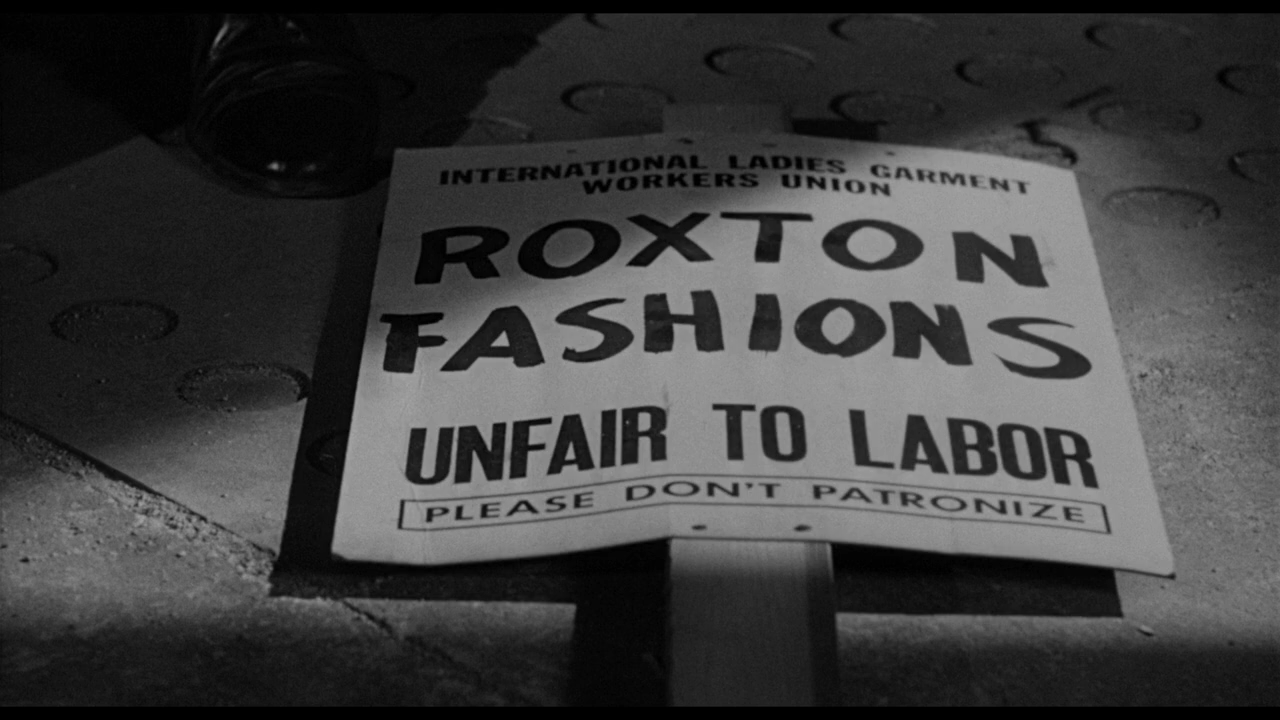 INTERNATIONAL LADIES GARMENT
WORKERS UNION
ROXTON
FASHIONS
UNFAIR TO LABOR
PLEASE DON'T PATRONIZE